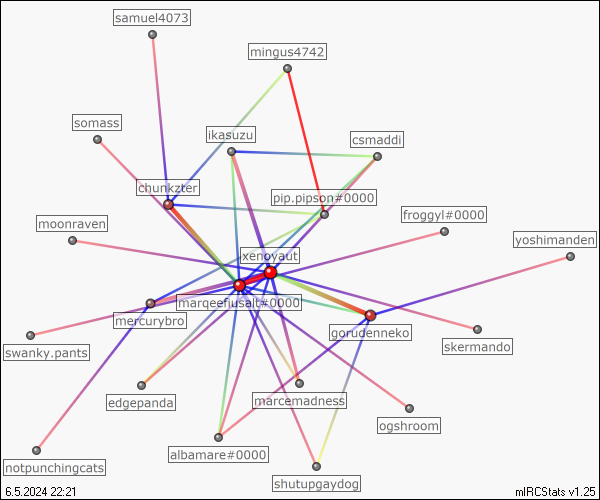 samuel4073
mingus4742
somass
ikasuzu
csmaddi
chunkzter
pip.pipson#0000
froggyl#0000
moonraven
yoshimanden
xenoyaut
marqeefjusalt#0000
mercurybro
gorudenneko
skermando
swanky.pants
edgepanda
marcemadness
ogshroom
albamare#0000
notpunchingcats
shutupgaydog
6.5.2024 22:21
mIRCStats v1.25